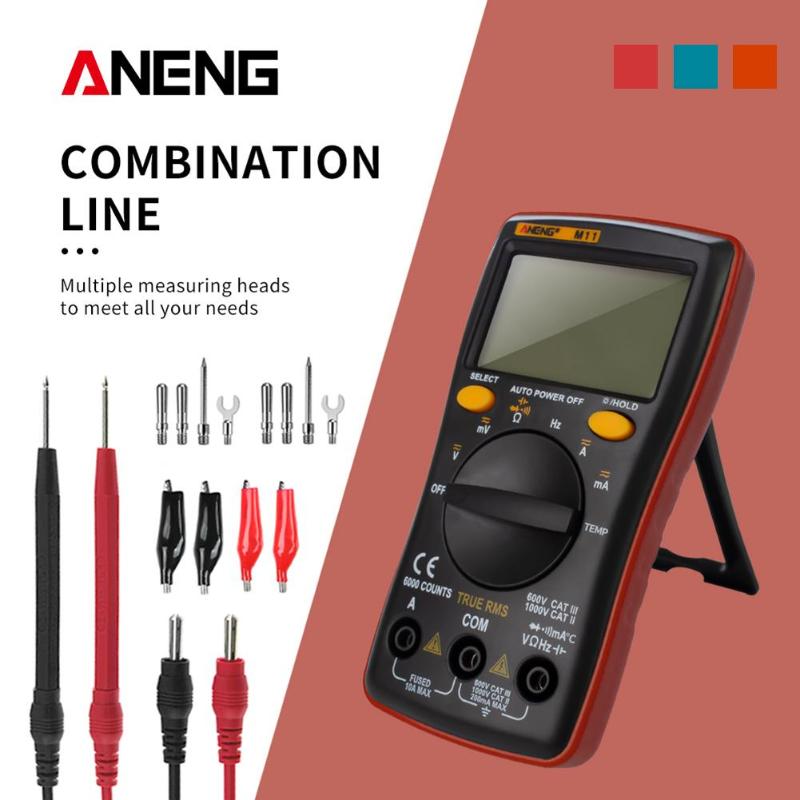 ANENG
COMBINATION
LINE
Multiple measuring heads
to meet all your needs
ANENG® M11
SELECT
AUTO POWER OFF
/HOLD
mV
Ω
Hz
A
V
mA
OFF
TEMP
CE
6000 COUNTS
TRUE RMS
600V CAT III
1000V CAT II
A
COM
mA°C
VΩHz
FUSED
10A MAX
600V CAT III
1000V CAT II
200mA MAX